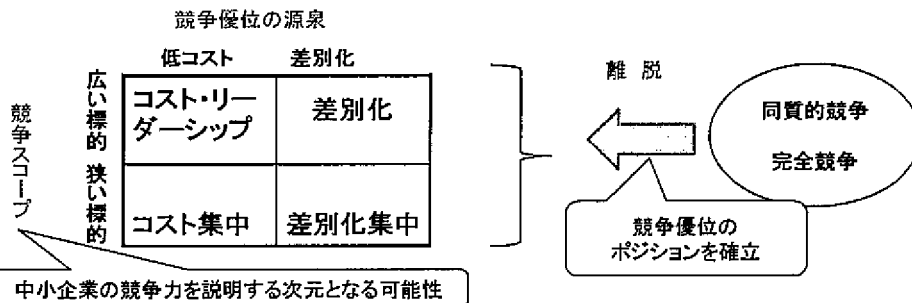 競争優位の源泉
低コスト 差別化
競争スコープ
広い標的
狭い標的
コスト・リー
ダーシップ
差別化
コスト集中
差別化集中
離 脱
同質的競争
完全競争
競争優位の
ポジションを確立
中小企業の競争力を説明する次元となる可能性